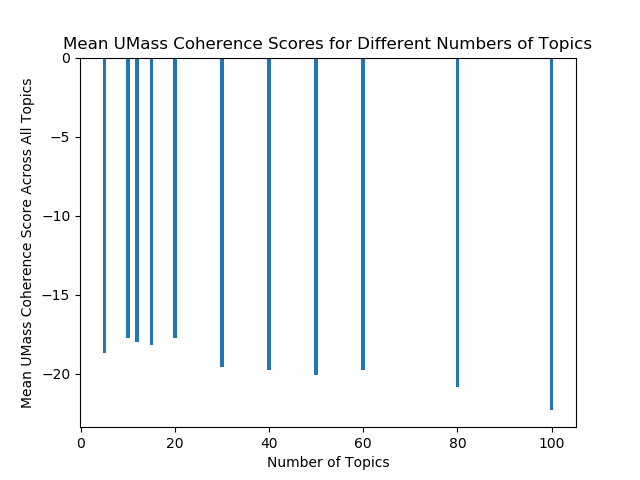 Mean UMass Coherence Scores for Different Numbers of Topics
Mean UMass Coherence Score Across All Topics
0
−5
−10
−15
−20
0 20 40 60 80 100
Number of Topics